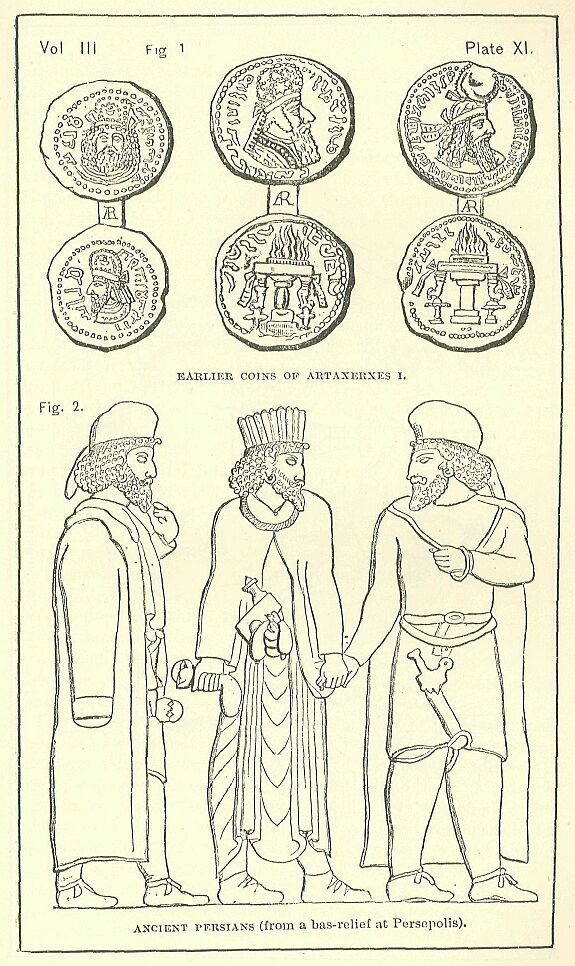 Vol III Fig 1 Plate XI.
AR AR AR
EARLIER COINS OF ARTAXERXES I.
Fig. 2.
ANCIENT PERSIANS (from a bas-relief at Persepolis).